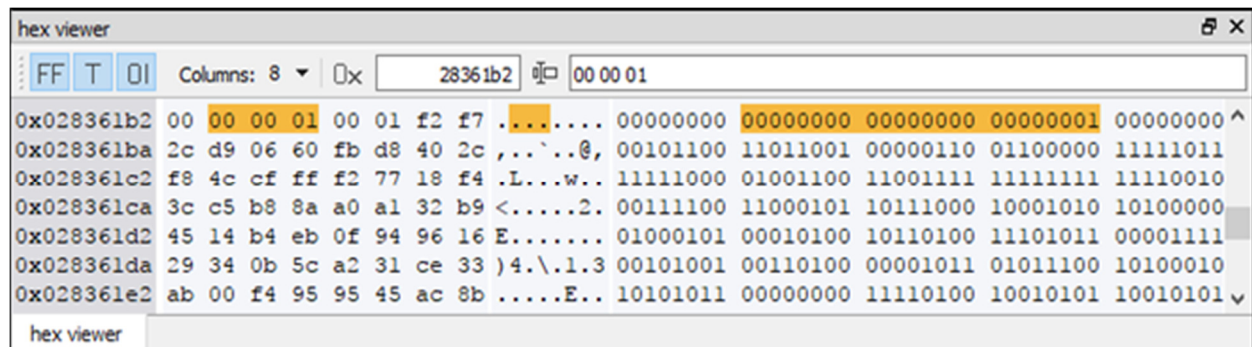 hex viewer
FF T 0I Columns: 8 0x 28361b2 00 00 01
0x028361b2 00 00 00 01 00 01 f2 f7 ........ 00000000 00000000 00000000 00000001 00000000
0x028361ba 2c d9 06 60 fb d8 40 2c ,..`..@, 00101100 11011001 00000110 01100000 11111011
0x028361c2 f8 4c cf ff f2 77 18 f4 .L...w.. 11111000 01001100 11001111 11111111 11110010
0x028361ca 3c c5 b8 8a a0 a1 32 b9 <.....2. 00111100 11000101 10111000 10001010 10100000
0x028361d2 45 14 b4 eb 0f 94 96 16 E....... 01000101 00010100 10110100 11101011 00001111
0x028361da 29 34 0b 5c a2 31 ce 33 )4.\.1.3 00101001 00110100 00001011 01011100 10100010
0x028361e2 ab 00 f4 95 95 45 ac 8b .....E.. 10101011 00000000 11110100 10010101 10010101
hex viewer